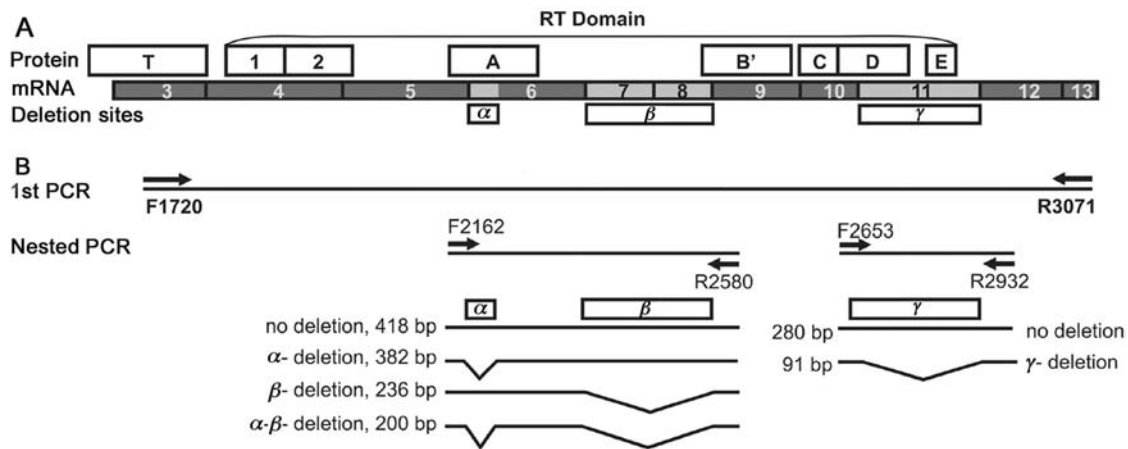 A
RT Domain
Protein T 1 2 A B' C D E
mRNA 3 4 5 6 7 8 9 10 11 12 13
Deletion sites α β γ
B
1st PCR
F1720 R3071
Nested PCR F2162 F2653
R2580 R2932
α β γ
no deletion, 418 bp 280 bp no deletion
α- deletion, 382 bp 91 bp γ- deletion
β- deletion, 236 bp
α-β- deletion, 200 bp